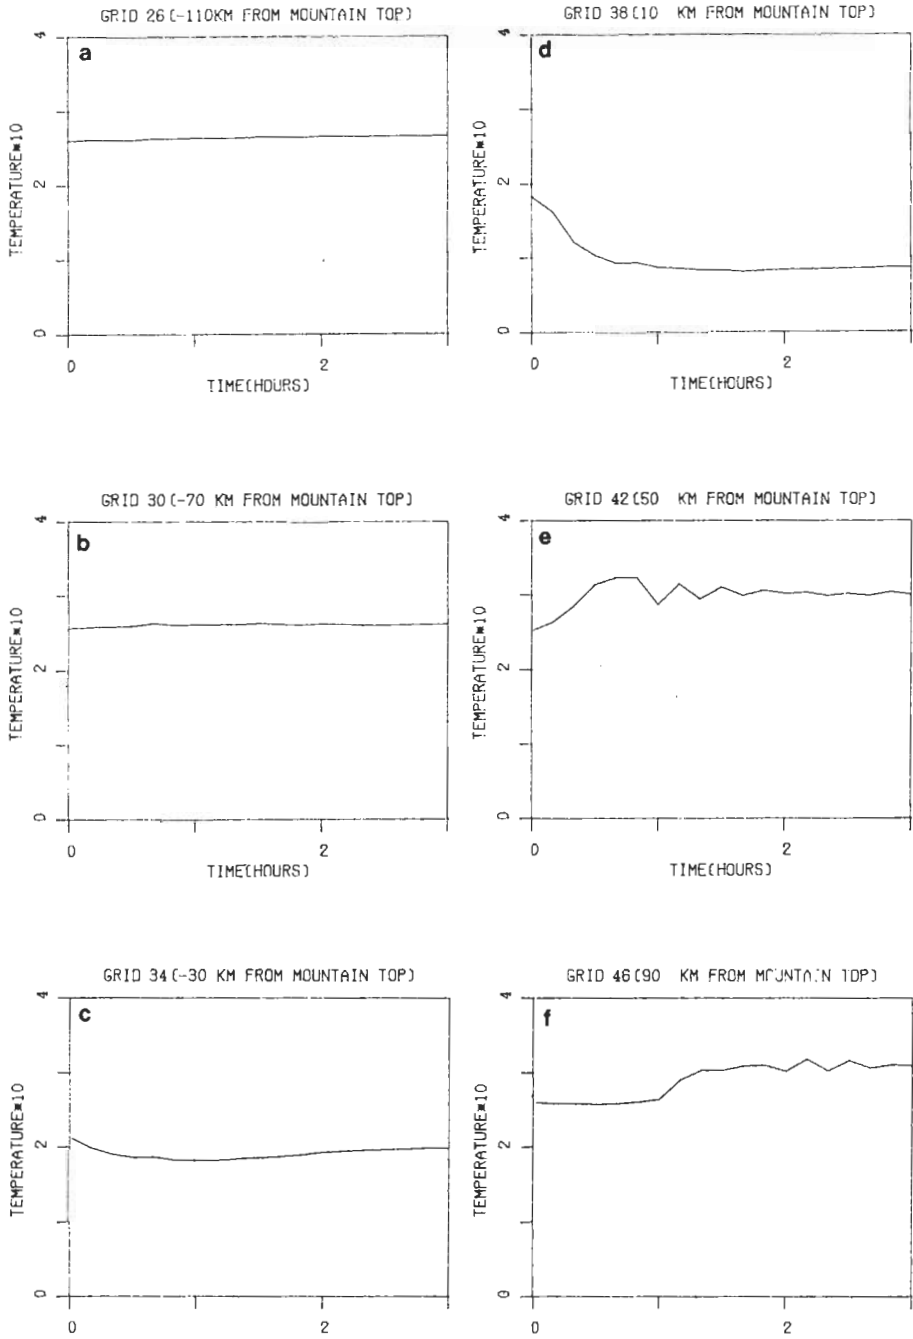 GRID 26(-110KM FROM MOUNTAIN TOP)
a
4
2
0
TEMPERATURE*10
0 2
TIME(HOURS)
GRID 38(10 KM FROM MOUNTAIN TOP)
d
4
2
0
TEMPERATURE*10
0 2
TIME(HOURS)
GRID 30(-70 KM FROM MOUNTAIN TOP)
b
4
2
0
TEMPERATURE*10
0 2
TIME(HOURS)
GRID 42(50 KM FROM MOUNTAIN TOP)
e
4
2
0
TEMPERATURE*10
0 2
TIME(HOURS)
GRID 34(-30 KM FROM MOUNTAIN TOP)
c
4
2
0
TEMPERATURE*10
0 2
GRID 46(90 KM FROM MOUNTAIN TOP)
f
4
2
0
TEMPERATURE*10
0 2